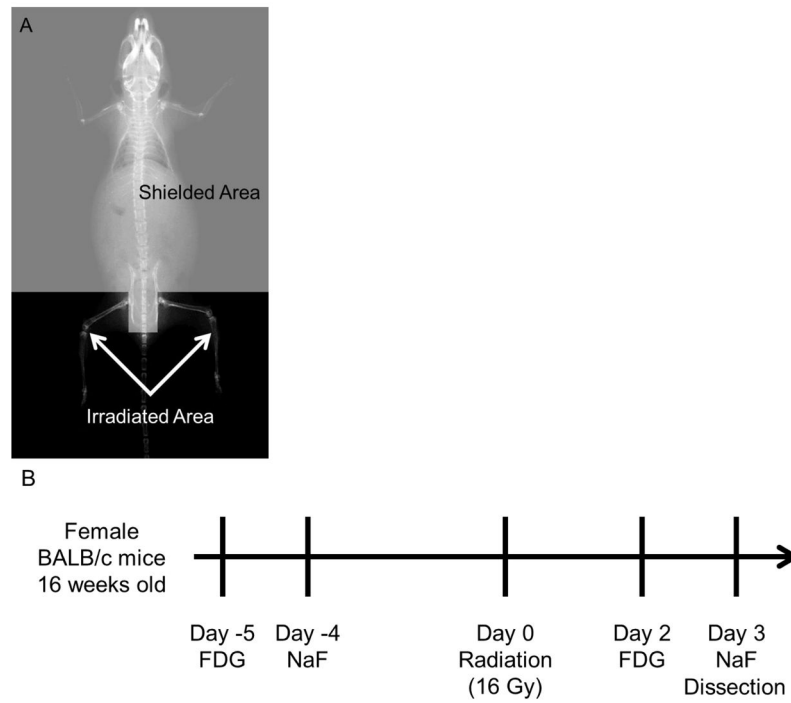 A
Shielded Area
Irradiated Area
B
Female
BALB/c mice
16 weeks old
Day -5
FDG
Day -4
NaF
Day 0
Radiation
(16 Gy)
Day 2
FDG
Day 3
NaF
Dissection